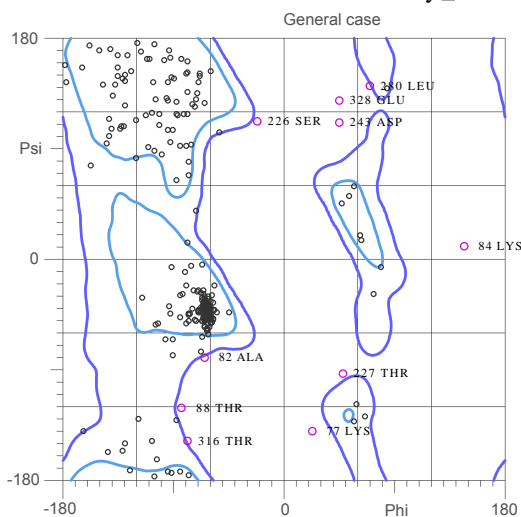 General case
180
280 LEU
328 GLU
226 SER
243 ASP
Psi
84 LYS
0
82 ALA
227 THR
88 THR
77 LYS
316 THR
-180
-180
0
Phi
180